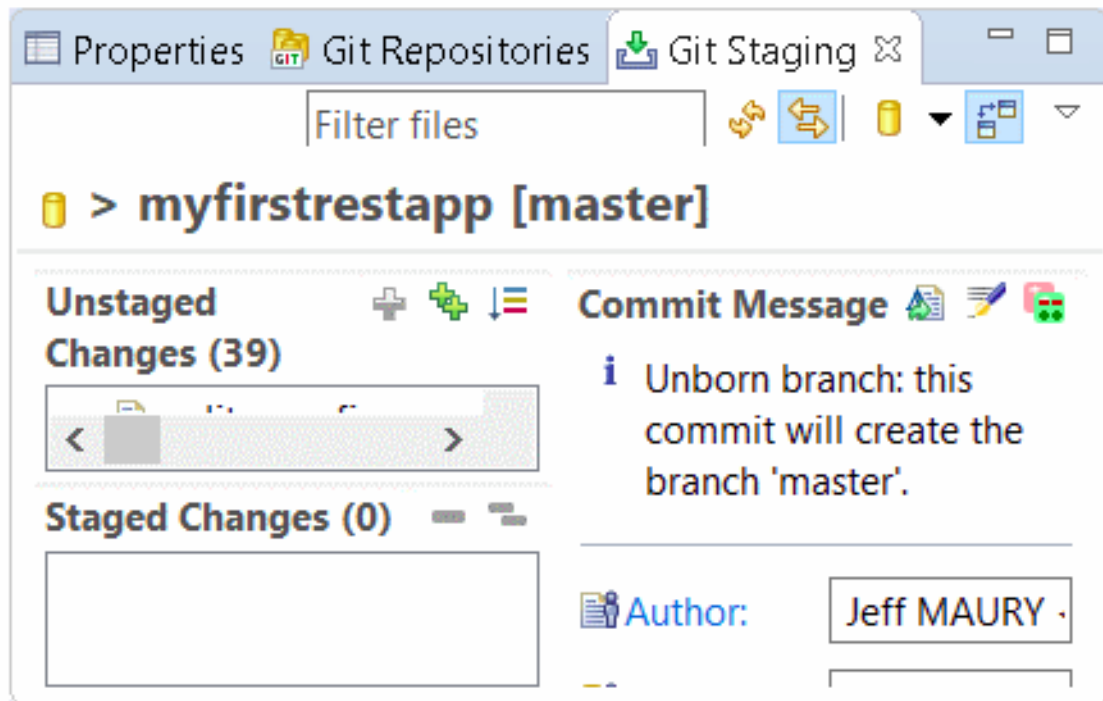 Properties Git Repositories Git Staging
Filter files
> myfirstrestapp [master]
Unstaged
Changes (39)
Staged Changes (0)
Commit Message
Unborn branch: this
commit will create the
branch 'master'.
Author: Jeff MAURY